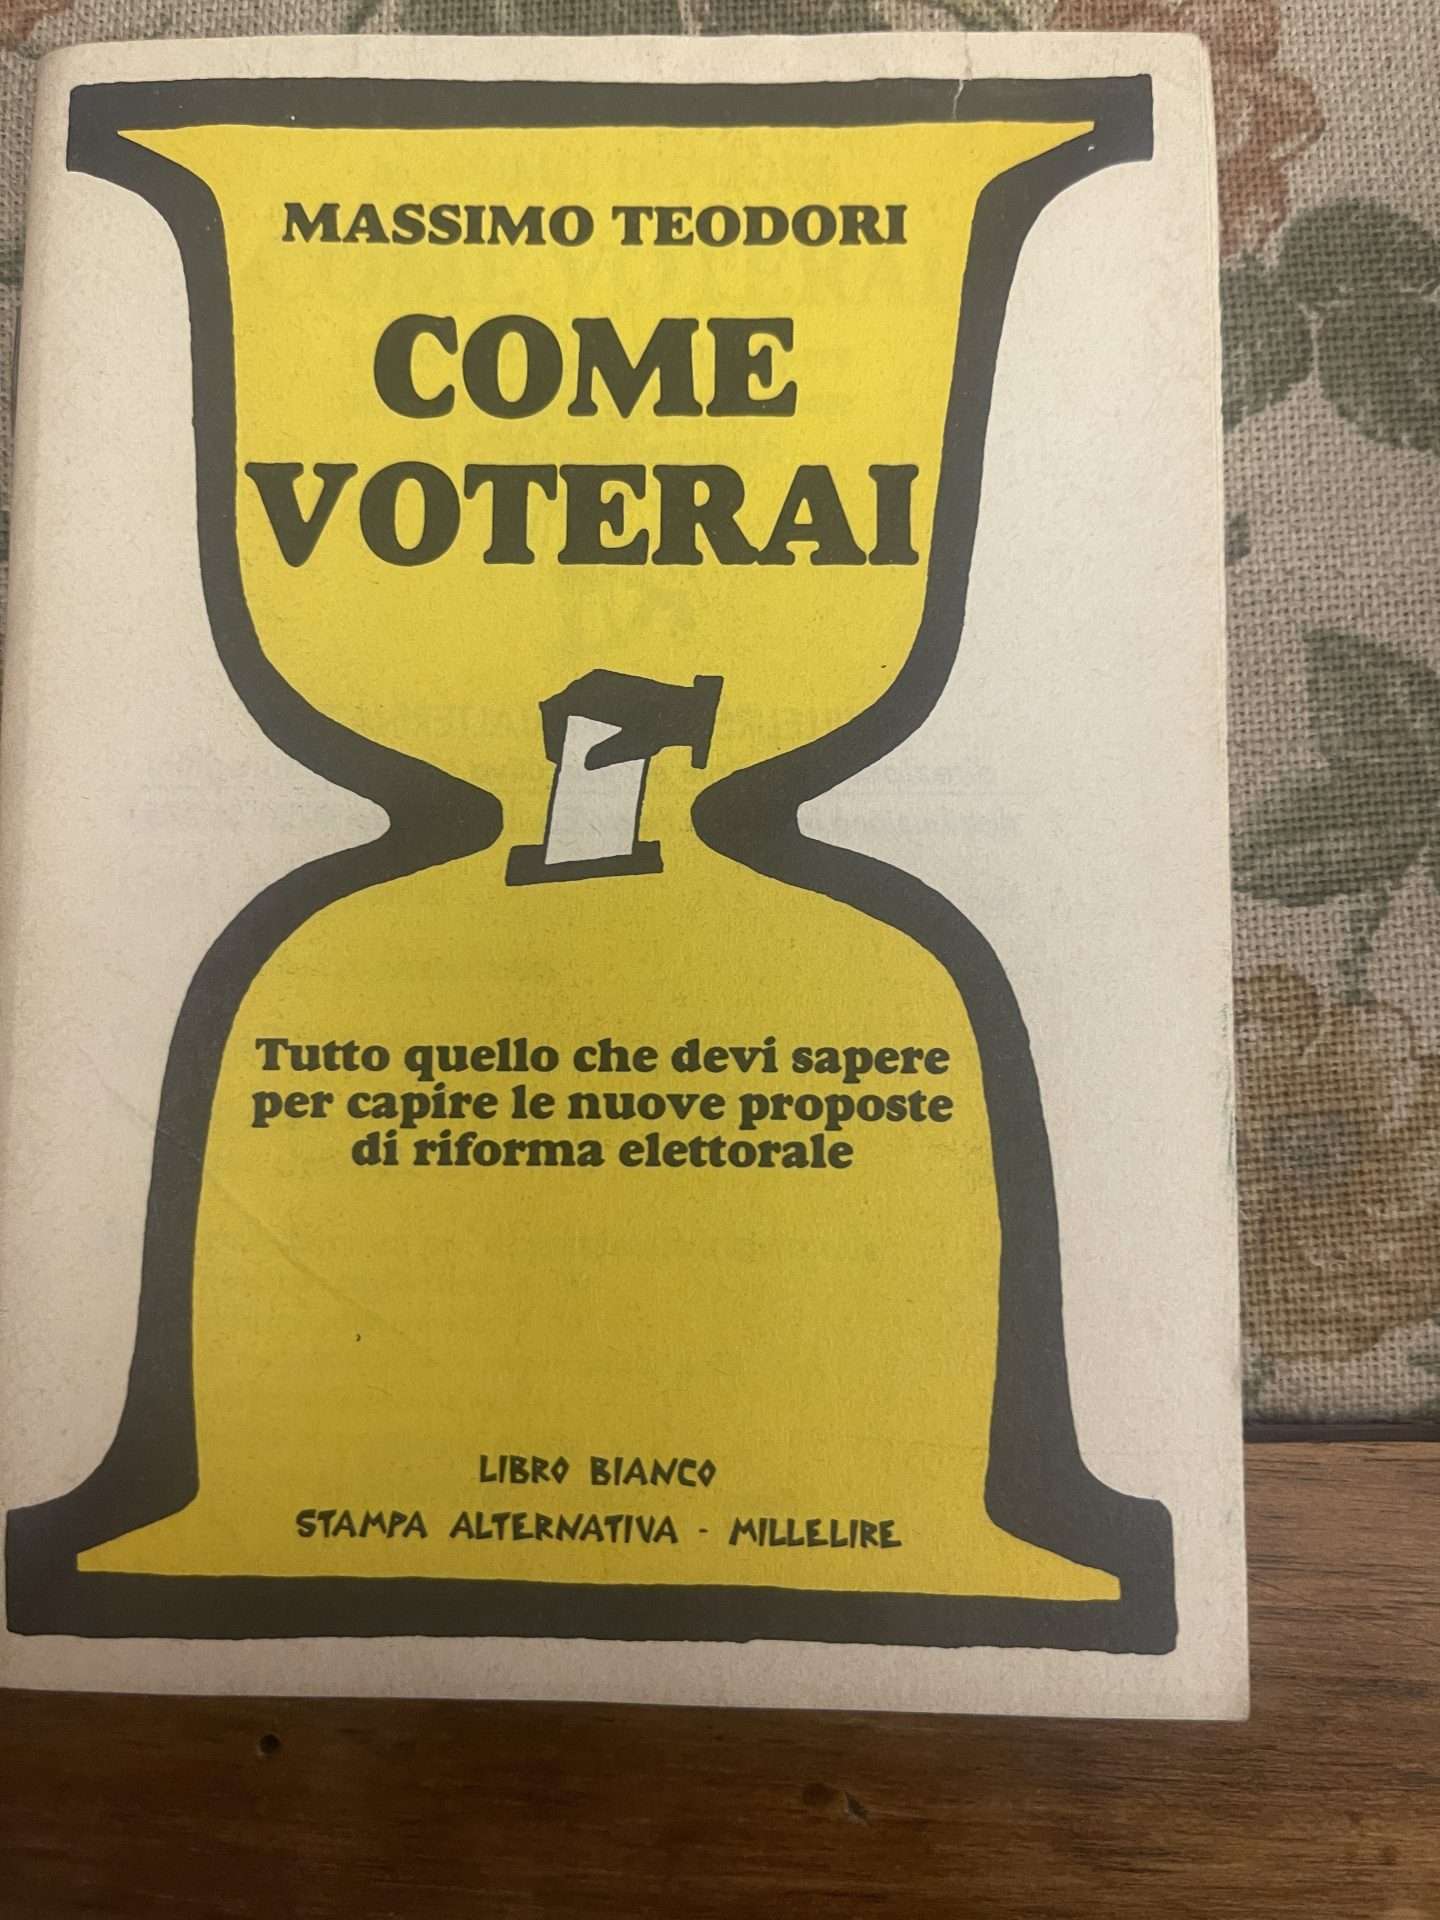 MASSIMO TEODORI
COME
VOTERAI
Tutto quello che devi sapere
per capire le nuove proposte
di riforma elettorale
LIBRO BIANCO
STAMPA ALTERNATIVA - MILLELIRE